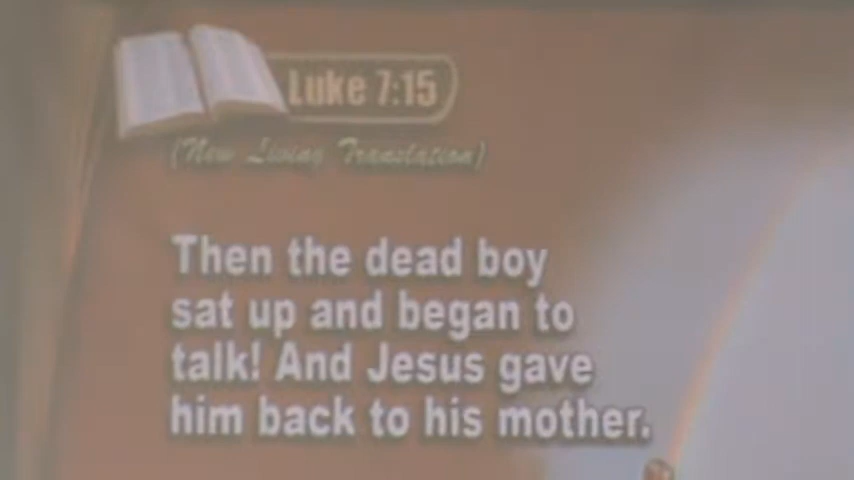 Luke 7:15
(New Living Translation)
Then the dead boy
sat up and began to
talk! And Jesus gave
him back to his mother.